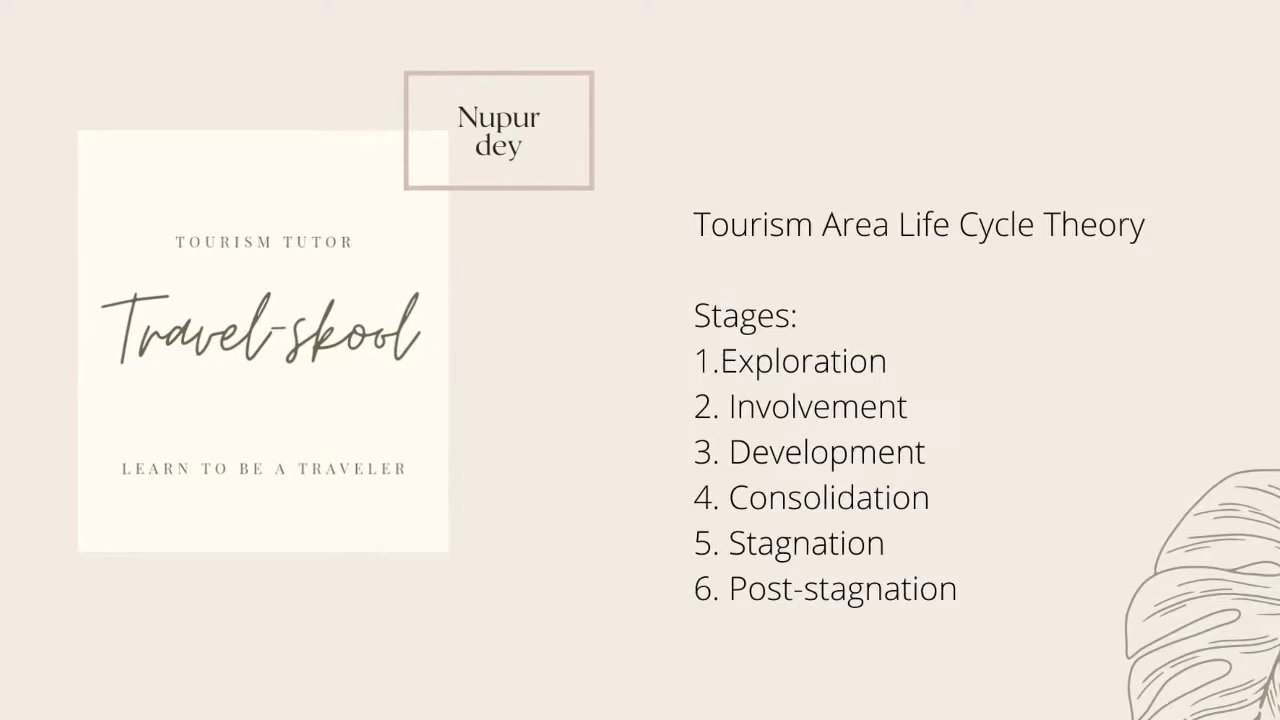 Nupur
dey
TOURISM TUTOR
Travel-skool
LEARN TO BE A TRAVELER
Tourism Area Life Cycle Theory
Stages:
1.Exploration
2. Involvement
3. Development
4. Consolidation
5. Stagnation
6. Post-stagnation